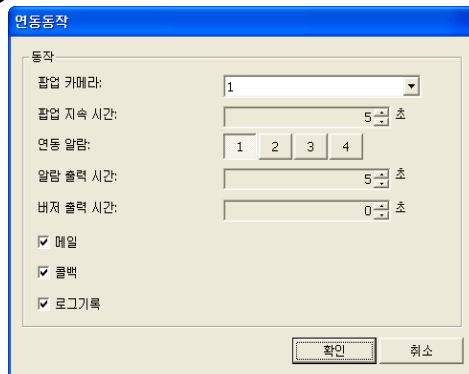 연동동작
동작
팝업 카메라: 1
팝업 지속 시간: 5 초
연동 알람: 1 2 3 4
알람 출력 시간: 5 초
버저 출력 시간: 0 초
메일
콜백
로그기록
확인 취소